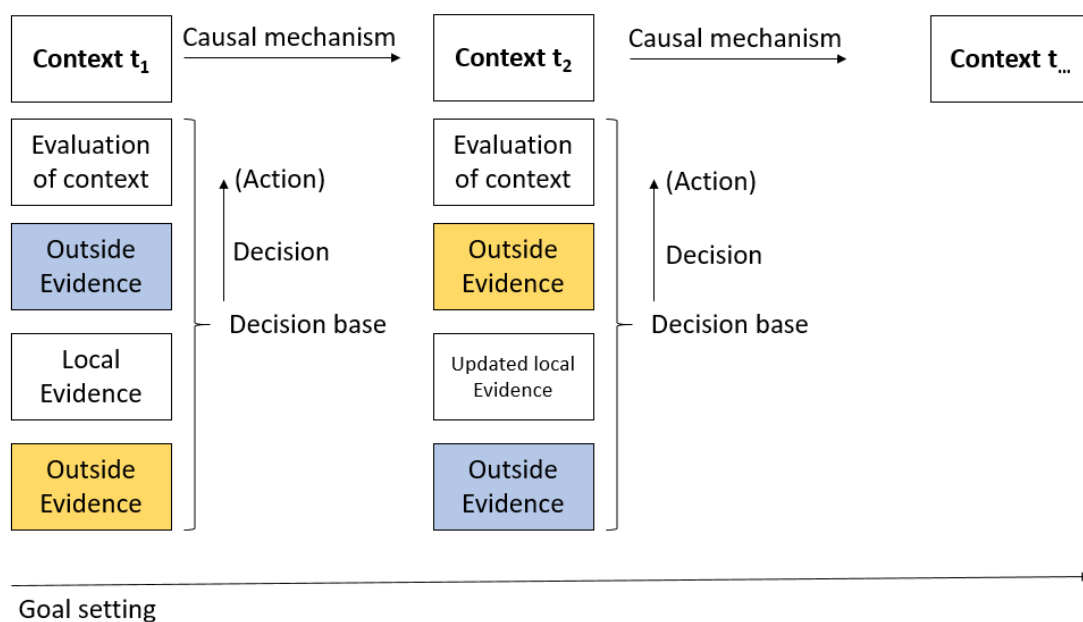 Context t₁
Causal mechanism
Context t₂
Causal mechanism
Context t...
Evaluation
of context
(Action)
Outside
Evidence
Decision
Decision base
Local
Evidence
Outside
Evidence
Evaluation
of context
(Action)
Outside
Evidence
Decision
Decision base
Updated local
Evidence
Outside
Evidence
Goal setting